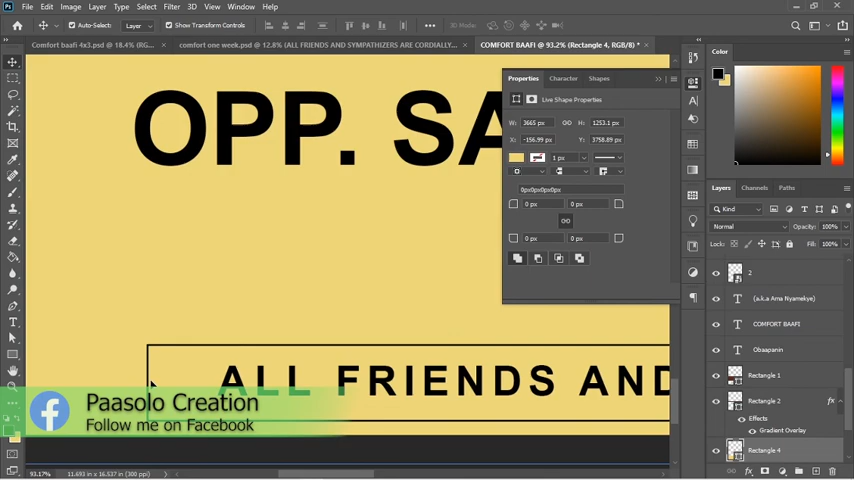 File Edit Image Layer Type Select Filter 3D View Window Help
Auto-Select: Layer Show Transform Controls 3D Mode:
Comfort baafi 4x3.psd @ 18.4% (RG... × comfort one week.psd @ 12.8% (ALL FRIENDS AND SYMPATHIZERS ARE CORDIALLY... × COMFORT BAAFI @ 93.2% (Rectangle 4, RGB/8) * ×
OPP. SA
Properties Character Shapes
Live Shape Properties
W: 3665 px H: 1253.1 px
X: -156.99 px Y: 3758.89 px
1 px
0px0px0px0px
0 px 0 px
0 px 0 px
Color
Layers Channels Paths
Kind
Normal Opacity: 100%
Lock: Fill: 100%
2
(a.k.a Ama Nyamekye)
COMFORT BAAFI
Obaapanin
Rectangle 1
Rectangle 2 fx
Effects
Gradient Overlay
Rectangle 4
ALL FRIENDS AND
Paasolo Creation
Follow me on Facebook
93.17% 11.693 in x 16.537 in (300 ppi)